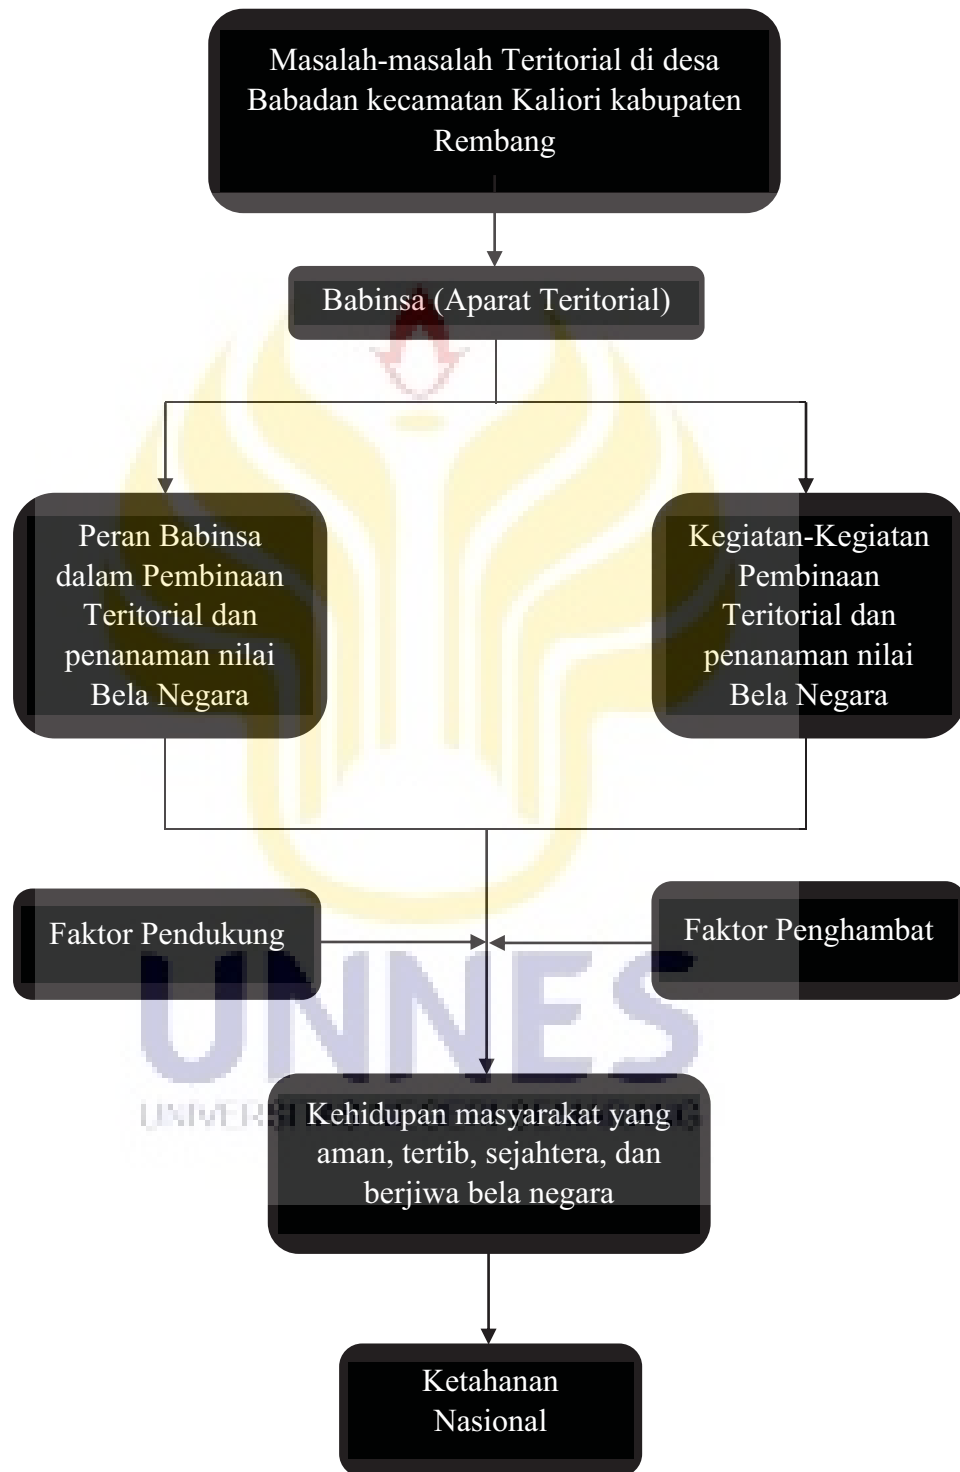 Masalah-masalah Teritorial di desa
Babadan kecamatan Kaliori kabupaten
Rembang
Babinsa (Aparat Teritorial)
Peran Babinsa
dalam Pembinaan
Teritorial dan
penanaman nilai
Bela Negara
Kegiatan-Kegiatan
Pembinaan
Teritorial dan
penanaman nilai
Bela Negara
Faktor Pendukung
Faktor Penghambat
UNNES
Kehidupan masyarakat yang
aman, tertib, sejahtera, dan
berjiwa bela negara
Ketahanan
Nasional